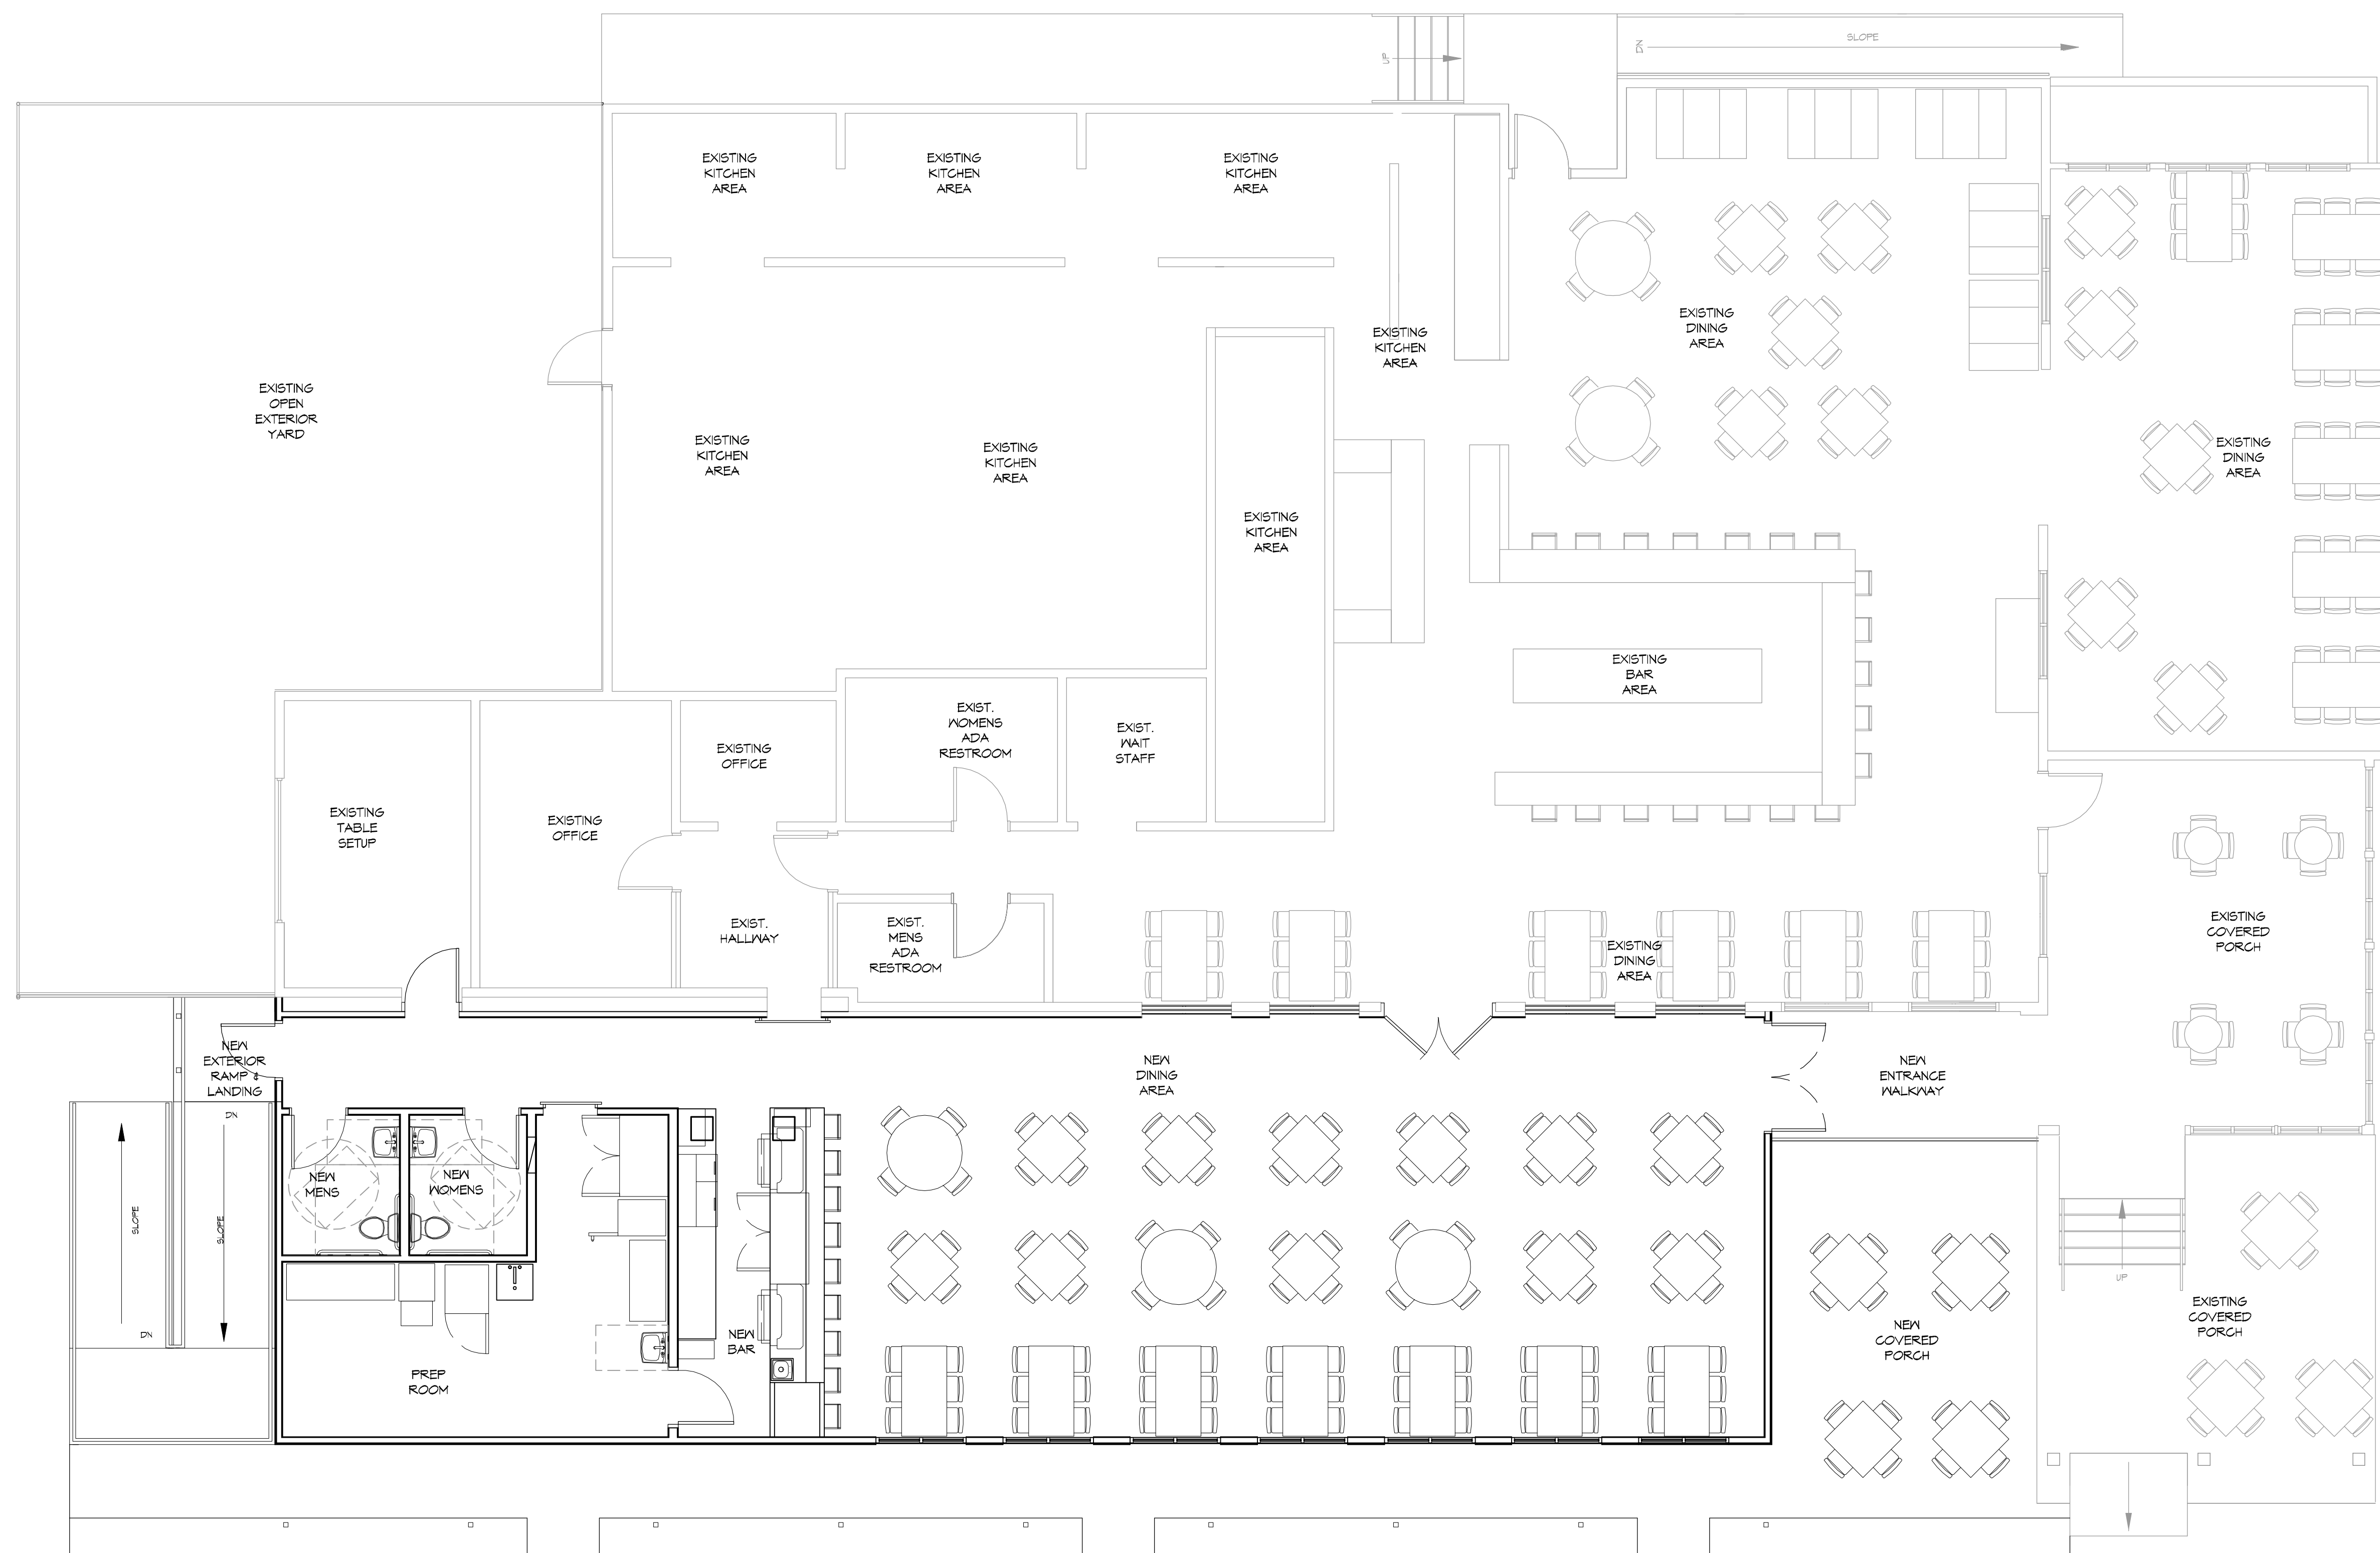 UP
DN
SLOPE
EXISTING
KITCHEN
AREA
EXISTING
KITCHEN
AREA
EXISTING
KITCHEN
AREA
EXISTING
DINING
AREA
EXISTING
KITCHEN
AREA
EXISTING
OPEN
EXTERIOR
YARD
EXISTING
KITCHEN
AREA
EXISTING
KITCHEN
AREA
EXISTING
DINING
AREA
EXISTING
KITCHEN
AREA
EXISTING
BAR
AREA
EXIST.
WOMENS
ADA
RESTROOM
EXIST.
WAIT
STAFF
EXISTING
OFFICE
EXISTING
TABLE
SETUP
EXISTING
OFFICE
EXIST.
HALLWAY
EXIST.
MENS
ADA
RESTROOM
EXISTING
DINING
AREA
EXISTING
COVERED
PORCH
NEW
EXTERIOR
RAMP &
LANDING
NEW
DINING
AREA
NEW
ENTRANCE
WALKWAY
DN
SLOPE
SLOPE
DN
NEW
MENS
NEW
WOMENS
PREP
ROOM
NEW
BAR
UP
NEW
COVERED
PORCH
EXISTING
COVERED
PORCH